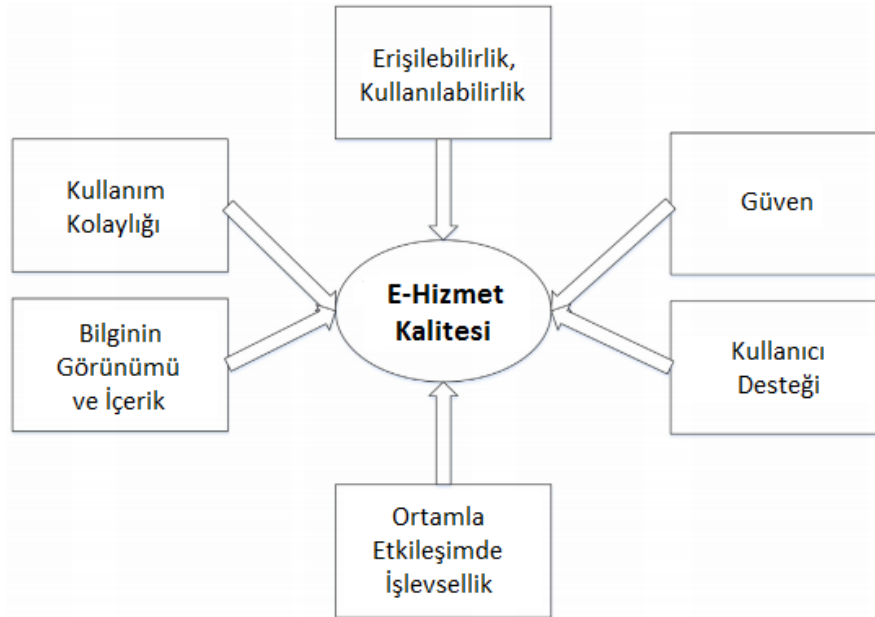 Erişilebilirlik,
Kullanılabilirlik
Kullanım
Kolaylığı
Güven
E-Hizmet
Kalitesi
Bilginin
Görünümü
ve İçerik
Kullanıcı
Desteği
Ortamla
Etkileşimde
İşlevsellik